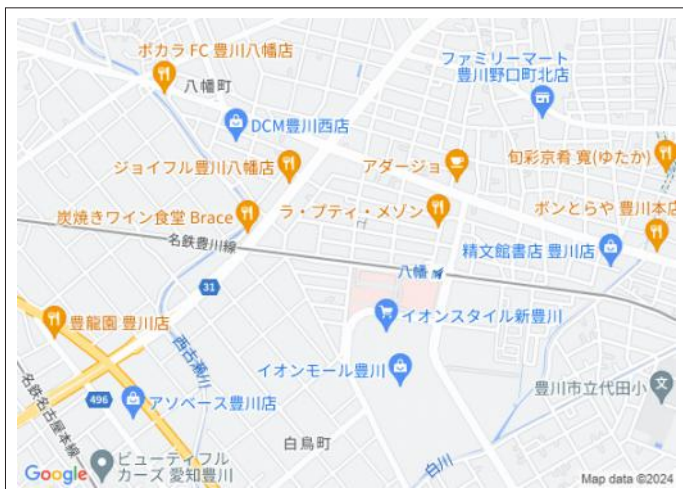 ポカラ FC 豊川八幡店
八幡町
ファミリーマート
豊川野口町北店
DCM豊川西店
ジョイフル豊川八幡店
アダージョ
旬彩京肴 寛(ゆたか)
炭焼きワイン食堂 Brace
ラ・プティ・メゾン
ボンとらや 豊川本店
名鉄豊川線
精文館書店 豊川店
八幡
31
イオンスタイル新豊川
豊龍園 豊川店
西古瀬川
イオンモール豊川
豊川市立代田小
496
アソベース豊川店
名鉄名古屋本線
白鳥町
白川
ビューティフル
カーズ 愛知豊川
Google
Map data ©2024